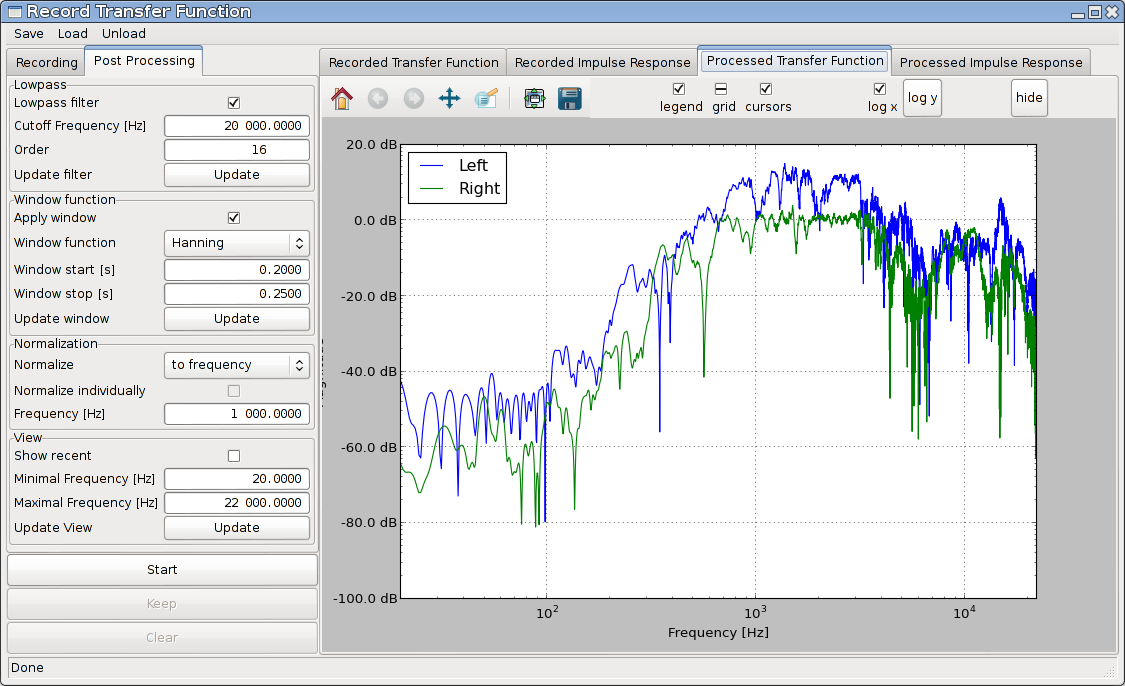 Record Transfer Function
Save Load Unload
Recording Post Processing
Recorded Transfer Function Recorded Impulse Response Processed Transfer Function Processed Impulse Response
Lowpass
Lowpass filter
Cutoff Frequency [Hz] 20 000.0000
Order 16
Update filter Update
Window function
Apply window
Window function Hanning
Window start [s] 0.2000
Window stop [s] 0.2500
Update window Update
Normalization
Normalize to frequency
Normalize individually
Frequency [Hz] 1 000.0000
View
Show recent
Minimal Frequency [Hz] 20.0000
Maximal Frequency [Hz] 22 000.0000
Update View Update
Start
Keep
Clear
legend grid cursors log x log y hide
20.0 dB
0.0 dB
-20.0 dB
-40.0 dB
-60.0 dB
-80.0 dB
-100.0 dB
Left
Right
10² 10³ 10⁴
Frequency [Hz]
Done